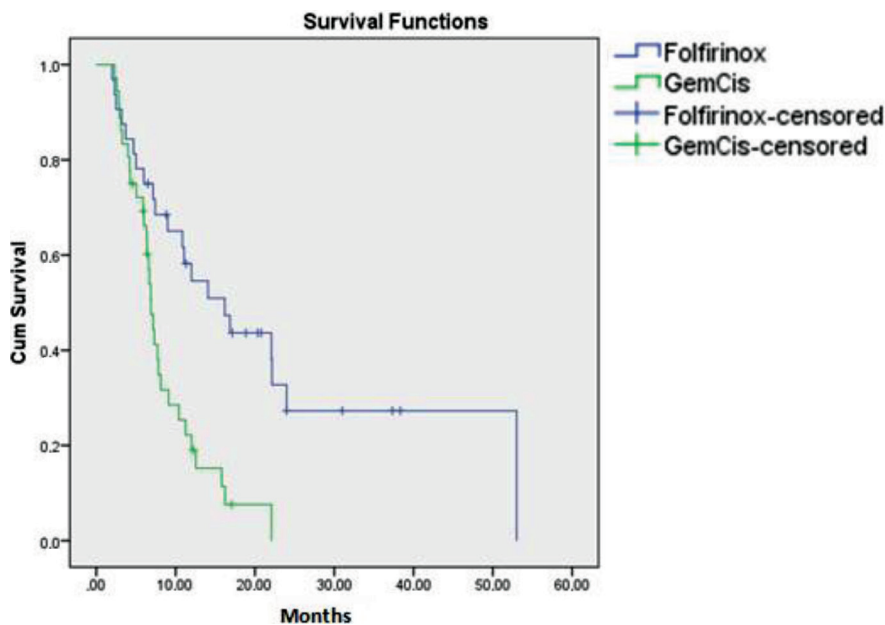 Survival Functions
Folfirinox
GemCis
Folfirinox-censored
GemCis-censored
Cum Survival
1.0
0.8
0.6
0.4
0.2
0.0
.00 10.00 20.00 30.00 40.00 50.00 60.00
Months